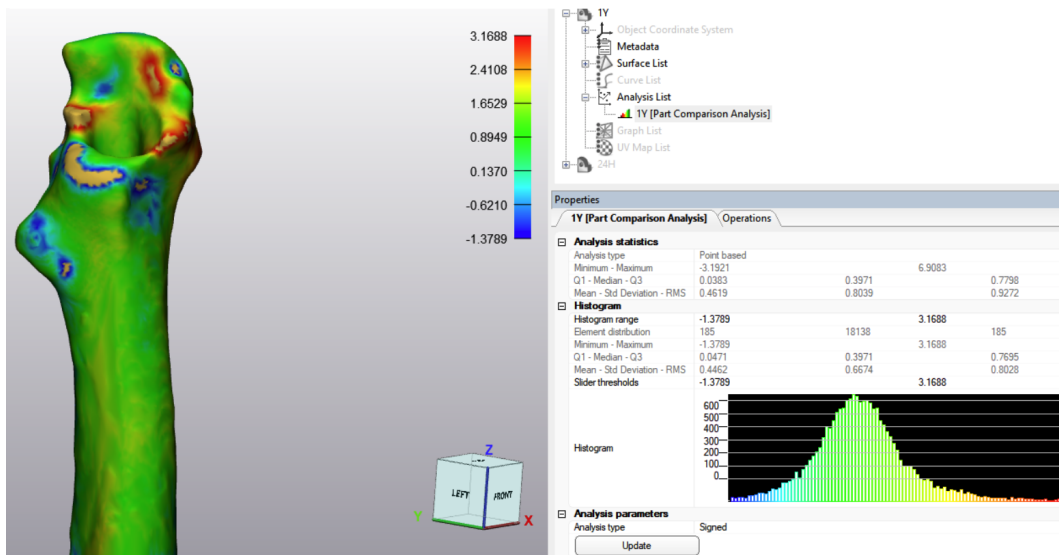 3.1688
2.4108
1.6529
0.8949
0.1370
-0.6210
-1.3789
Z
LEFT
FRONT
Y
X
1Y
Object Coordinate System
Metadata
Surface List
Curve List
Analysis List
1Y [Part Comparison Analysis]
Graph List
UV Map List
24H
Properties
1Y [Part Comparison Analysis] Operations
Analysis statistics
Analysis type Point based
Minimum - Maximum -3.1921 6.9083
Q1 - Median - Q3 0.0383 0.3971 0.7798
Mean - Std Deviation - RMS 0.4619 0.8039 0.9272
Histogram
Histogram range -1.3789 3.1688
Element distribution 185 18138 185
Minimum - Maximum -1.3789 3.1688
Q1 - Median - Q3 0.0471 0.3971 0.7695
Mean - Std Deviation - RMS 0.4462 0.6674 0.8028
Slider thresholds -1.3789 3.1688
Histogram
600
500
400
300
200
100
0
Analysis parameters
Analysis type Signed
Update